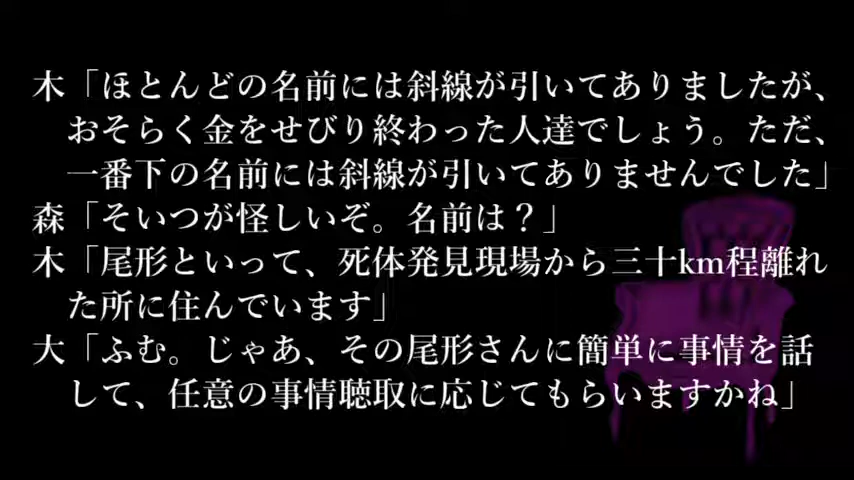 木「ほとんどの名前には斜線が引いてありましたが、
おそらく金をせびり終わった人達でしょう。ただ、
一番下の名前には斜線が引いてありませんでした」
森「そいつが怪しいぞ。名前は？」
木「尾形といって、死体発見現場から三十km程離れ
た所に住んでいます」
大「ふむ。じゃあ、その尾形さんに簡単に事情を話
して、任意の事情聴取に応じてもらいますかね」